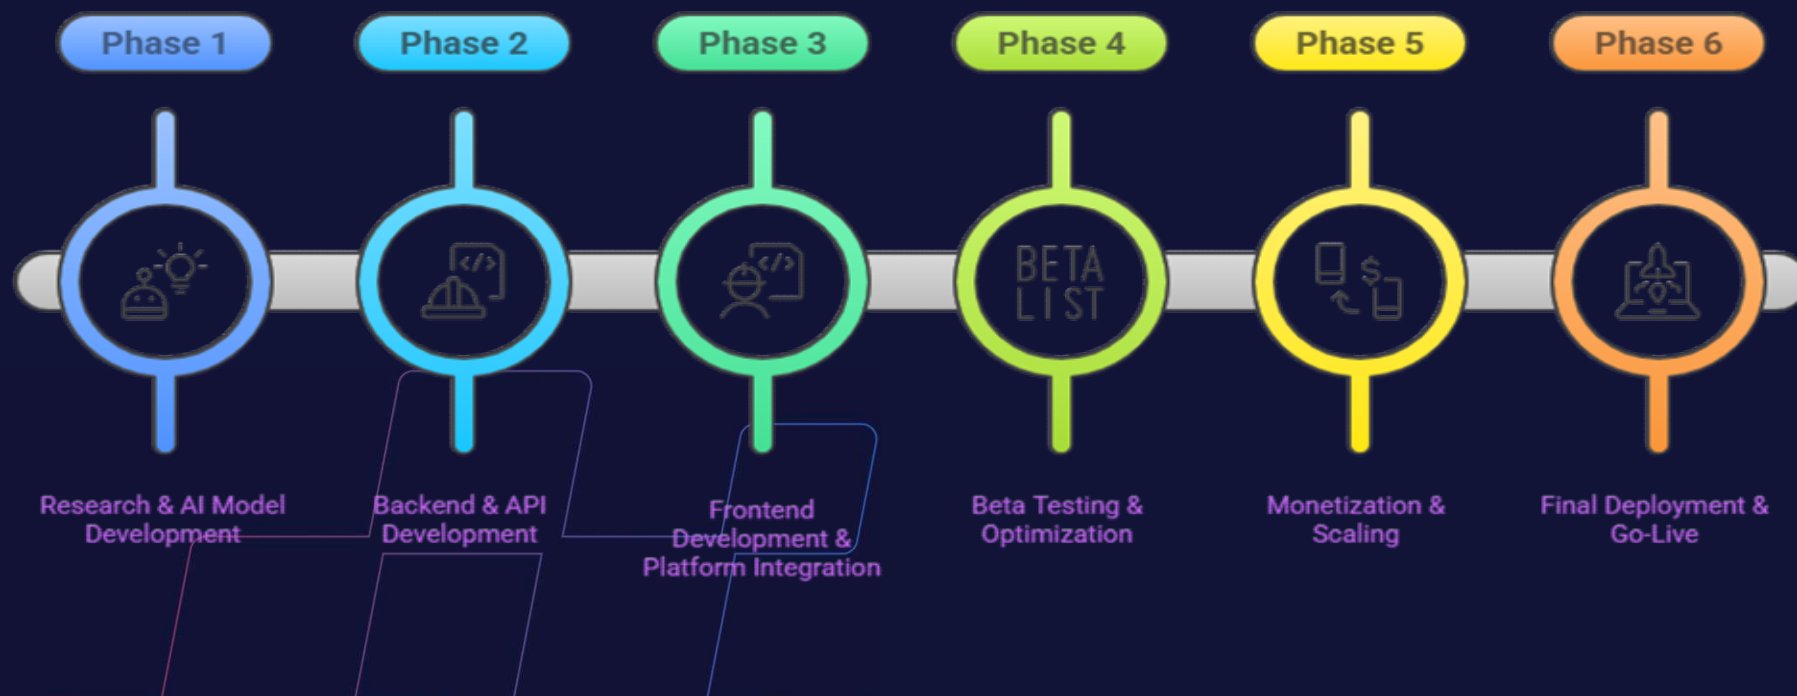 Phase 1
Phase 2
Phase 3
Phase 4
Phase 5
Phase 6
</>
</>
BETA
LIST
$
Research & AI Model
Development
Backend & API
Development
Frontend
Development &
Platform Integration
Beta Testing &
Optimization
Monetization &
Scaling
Final Deployment &
Go-Live